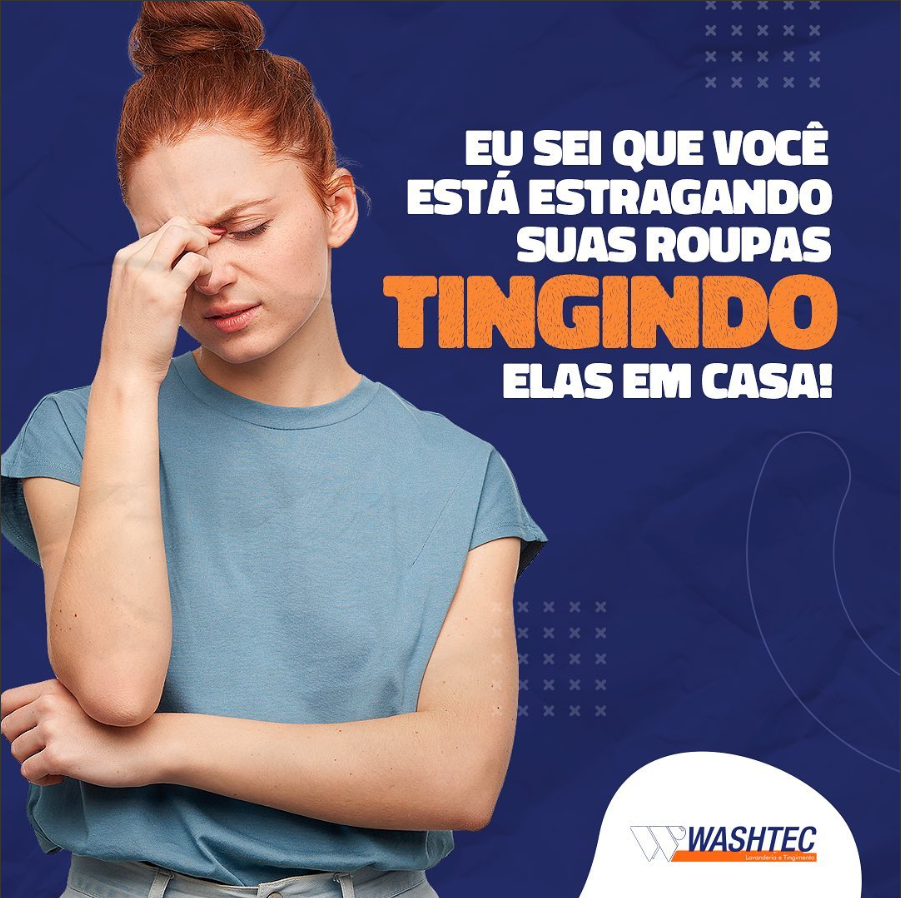 EU SEI QUE VOCÊ
ESTÁ ESTRAGANDO
SUAS ROUPAS
TINGINDO
ELAS EM CASA!
WASHTEC
Lavanderia e Tingimento